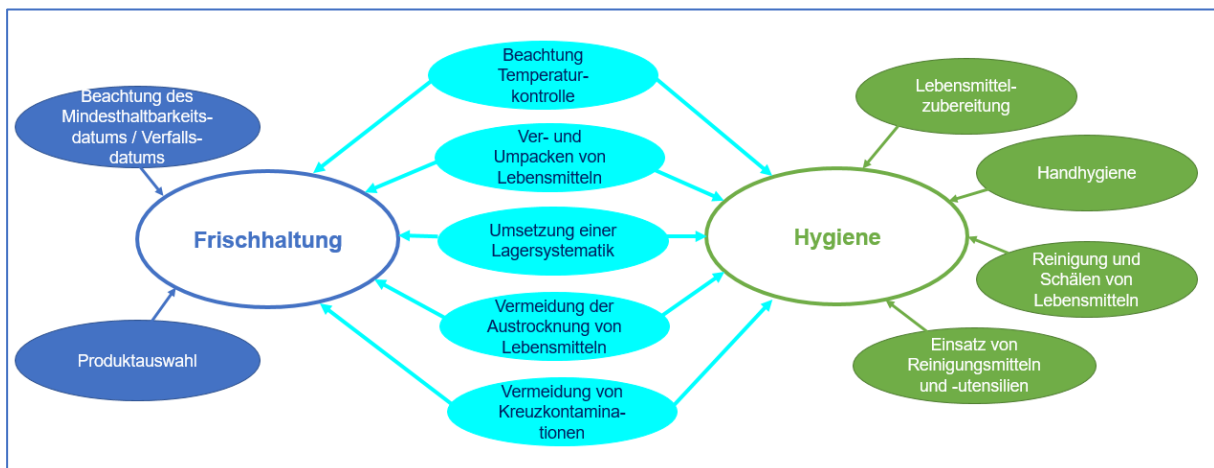 Beachtung des
Mindesthaltbarkeits-
datums / Verfalls-
datums
Frischhaltung
Produktauswahl
Beachtung
Temperatur-
kontrolle
Ver- und
Umpacken von
Lebensmitteln
Umsetzung einer
Lagersystematik
Vermeidung der
Austrocknung von
Lebensmitteln
Vermeidung von
Kreuzkontamina-
tionen
Hygiene
Lebensmittel-
zubereitung
Handhygiene
Reinigung und
Schälen von
Lebensmitteln
Einsatz von
Reinigungsmitteln
und -utensilien